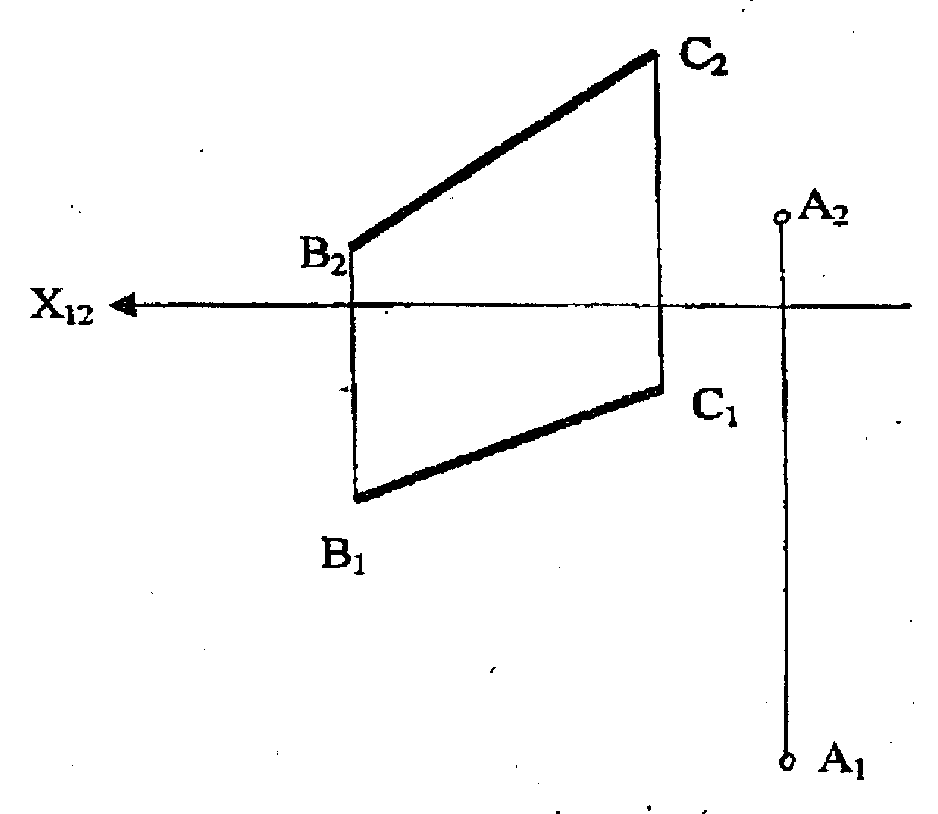 C₂
A₂
B₂
X₁₂
C₁
B₁
A₁